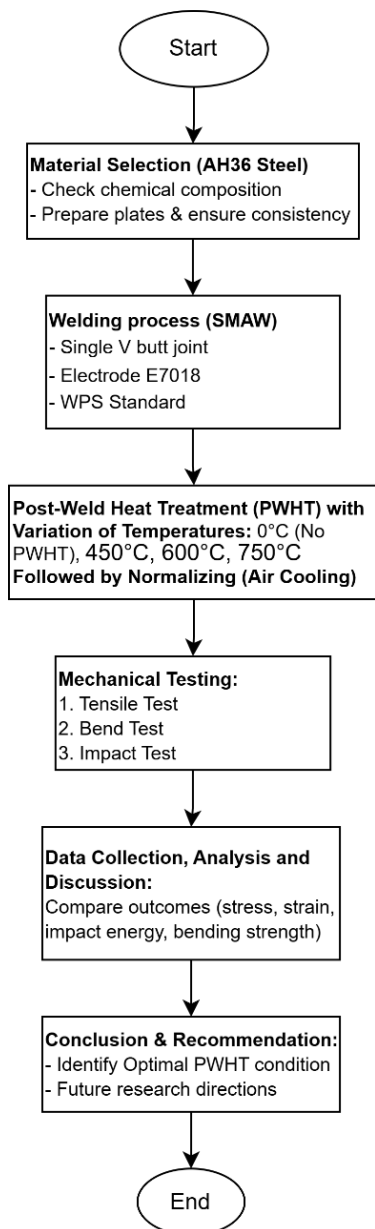 Start
Material Selection (AH36 Steel)
- Check chemical composition
- Prepare plates & ensure consistency
Welding process (SMAW)
- Single V butt joint
- Electrode E7018
- WPS Standard
Post-Weld Heat Treatment (PWHT) with
Variation of Temperatures: 0°C (No
PWHT), 450°C, 600°C, 750°C
Followed by Normalizing (Air Cooling)
Mechanical Testing:
1. Tensile Test
2. Bend Test
3. Impact Test
Data Collection, Analysis and
Discussion:
Compare outcomes (stress, strain,
impact energy, bending strength)
Conclusion & Recommendation:
- Identify Optimal PWHT condition
- Future research directions
End